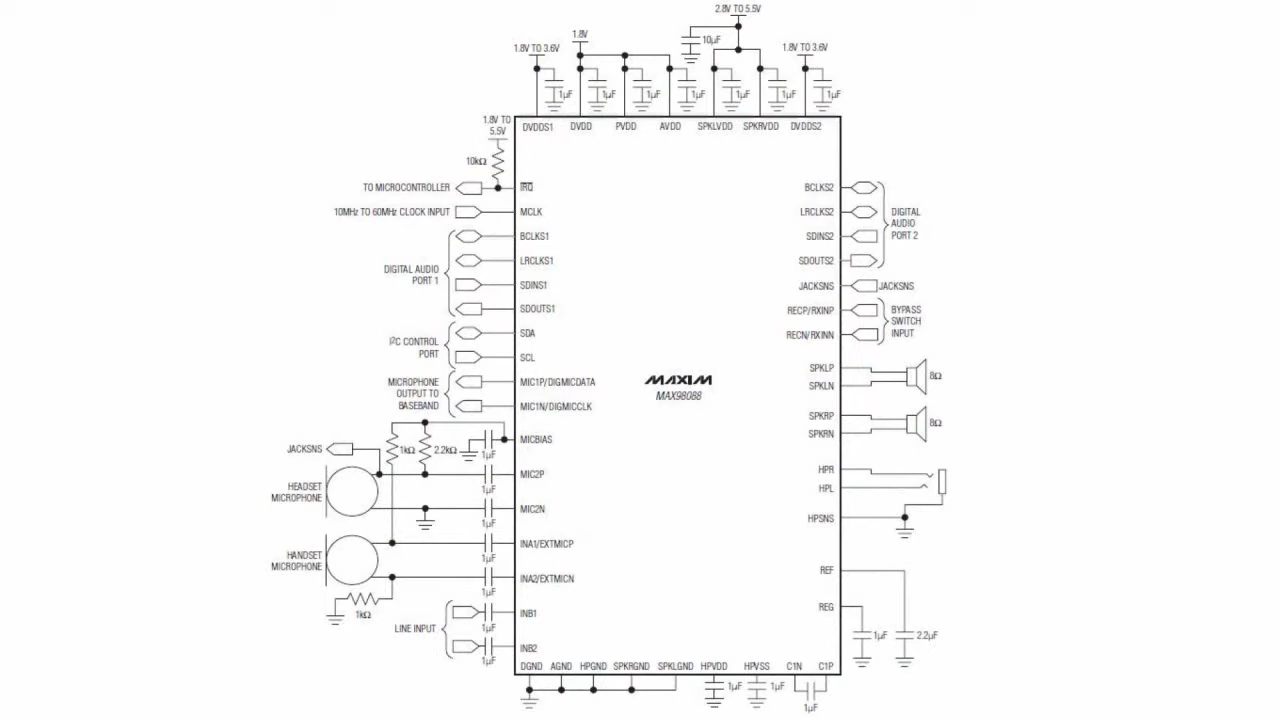 2.8V TO 5.5V
1.8V
10µF
1.8V TO 3.6V
1.8V TO 3.6V
1µF
1µF
1µF
1µF
1µF
1µF
1µF
1.8V TO
5.5V
DVDDS1
DVDD
PVDD
AVDD
SPKLVDD
SPKRVDD
DVDDS2
10kΩ
TO MICROCONTROLLER
IRQ
10MHz TO 60MHz CLOCK INPUT
MCLK
BCLKS1
LRCLKS1
DIGITAL AUDIO
PORT 1
SDINS1
SDOUTS1
I²C CONTROL
PORT
SDA
SCL
MICROPHONE
OUTPUT TO
BASEBAND
MIC1P/DIGMICDATA
MIC1N/DIGMICCLK
JACKSNS
1kΩ
2.2kΩ
1µF
MICBIAS
HEADSET
MICROPHONE
MIC2P
1µF
MIC2N
1µF
HANDSET
MICROPHONE
INA1/EXTMICP
1µF
INA2/EXTMICN
1µF
1kΩ
LINE INPUT
INB1
1µF
INB2
1µF
MAXIM
MAX98088
BCLKS2
LRCLKS2
SDINS2
SDOUTS2
DIGITAL
AUDIO
PORT 2
JACKSNS
JACKSNS
RECP/RXINP
RECN/RXINN
BYPASS
SWITCH
INPUT
SPKLP
SPKLN
8Ω
SPKRP
SPKRN
8Ω
HPR
HPL
HPSNS
REF
REG
1µF
2.2µF
DGND
AGND
HPGND
SPKRGND
SPKLGND
HPVDD
HPVSS
C1N
C1P
1µF
1µF
1µF